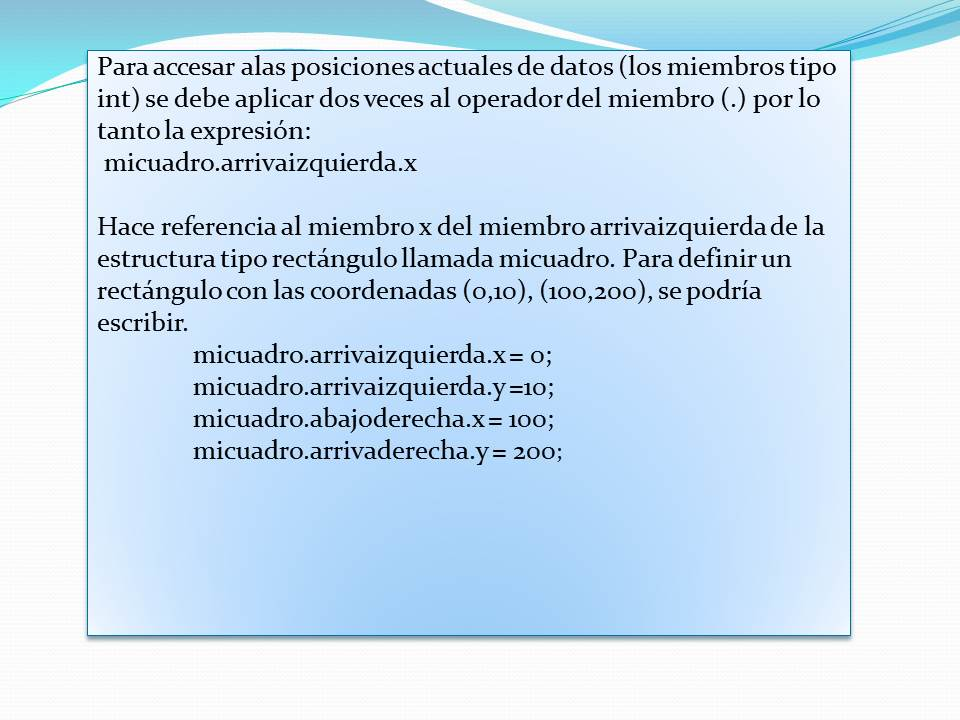 Para accesar alas posiciones actuales de datos (los miembros tipo
int) se debe aplicar dos veces al operador del miembro (.) por lo
tanto la expresión:
micuadro.arrivaizquierda.x
Hace referencia al miembro x del miembro arrivaizquierda de la
estructura tipo rectángulo llamada micuadro. Para definir un
rectángulo con las coordenadas (0,10), (100,200), se podría
escribir.
micuadro.arrivaizquierda.x = 0;
micuadro.arrivaizquierda.y =10;
micuadro.abajoderecha.x = 100;
micuadro.arrivaderecha.y = 200;